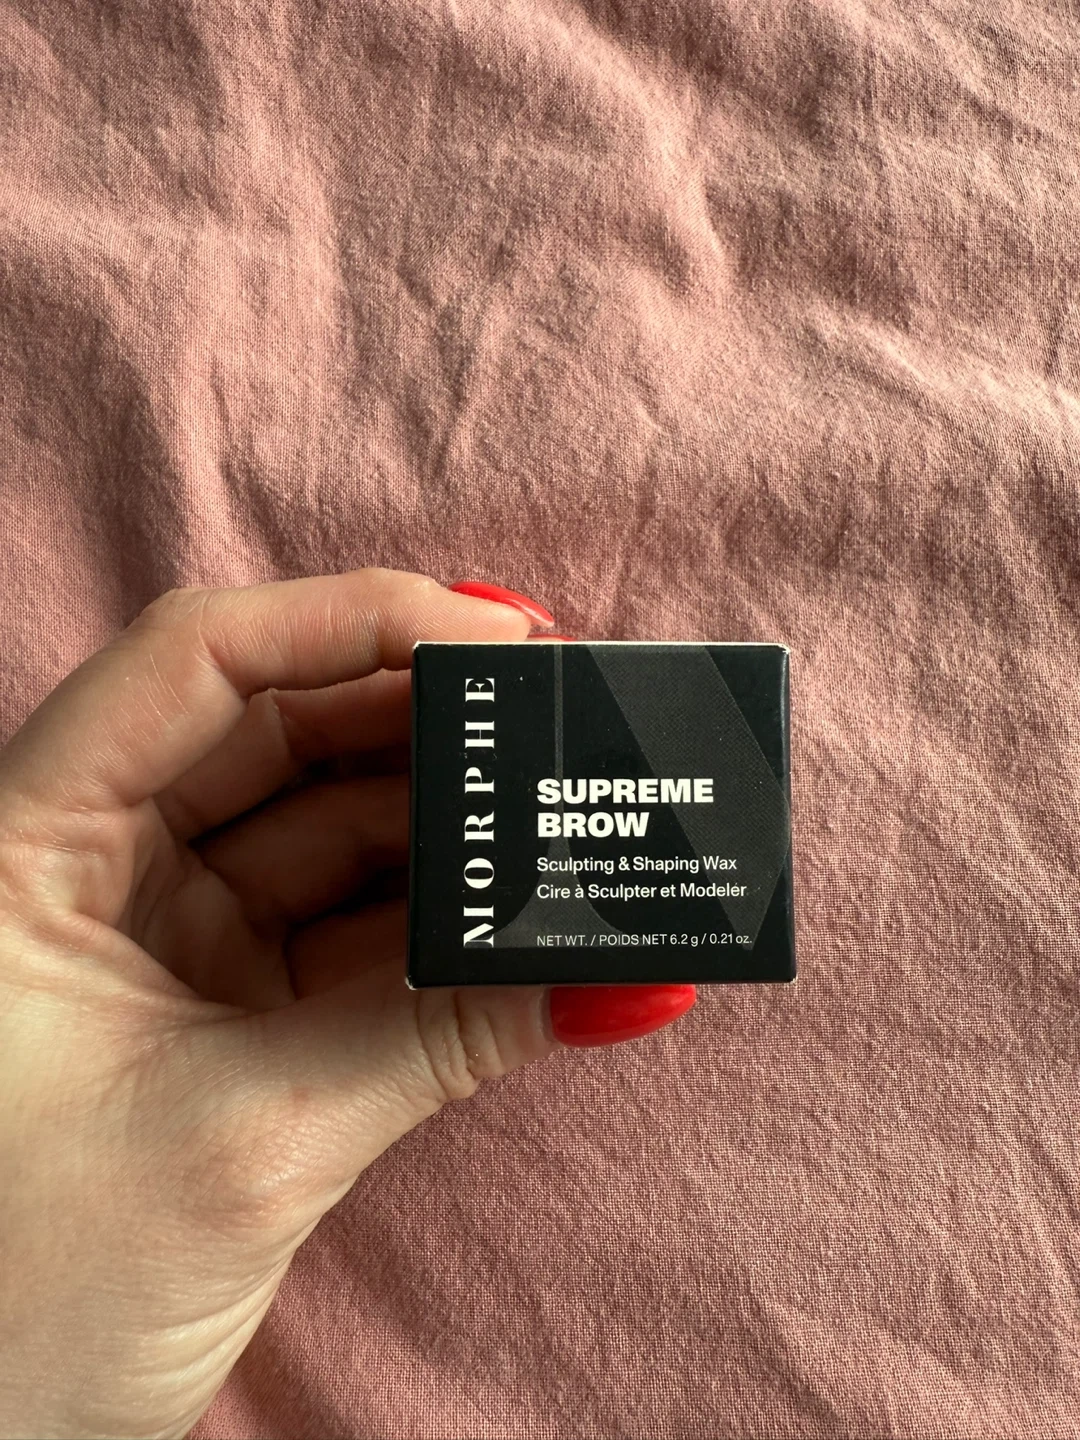 MORPHE
SUPREME
BROW
Sculpting & Shaping Wax
Cire à Sculpter et Modeler
NET WT. / POIDS NET 6.2 g / 0.21 oz.